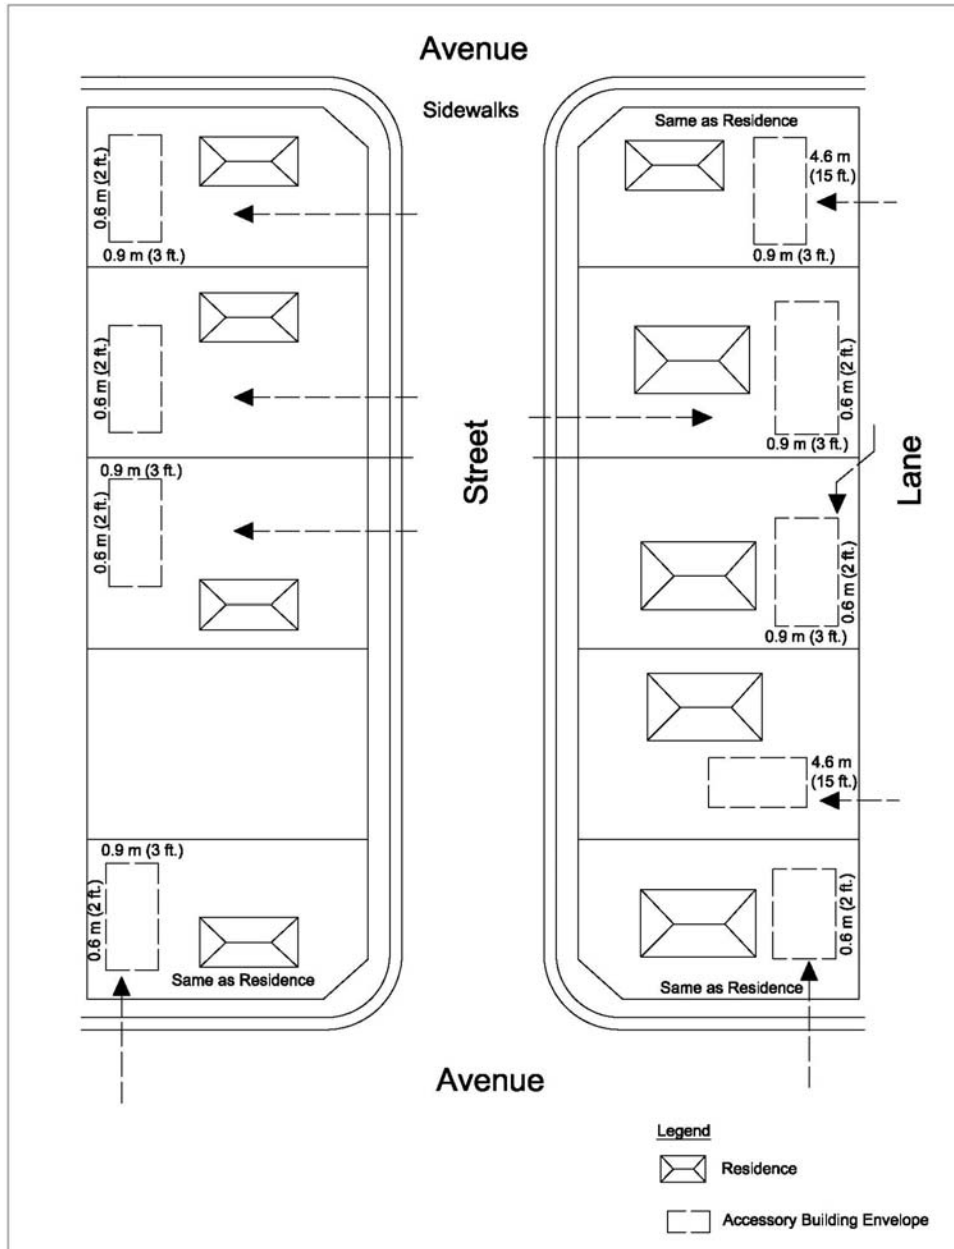 Avenue
Sidewalks
Same as Residence
0.6 m (2 ft.)
4.6 m
(15 ft.)
0.9 m (3 ft.)
0.9 m (3 ft.)
0.6 m (2 ft.)
0.6 m (2 ft.)
0.9 m (3 ft.)
Street
Lane
0.9 m (3 ft.)
0.6 m (2 ft.)
0.6 m (2 ft.)
0.9 m (3 ft.)
4.6 m
(15 ft.)
0.9 m (3 ft.)
0.6 m (2 ft.)
0.6 m (2 ft.)
Same as Residence
Same as Residence
Avenue
Legend
Residence
Accessory Building Envelope